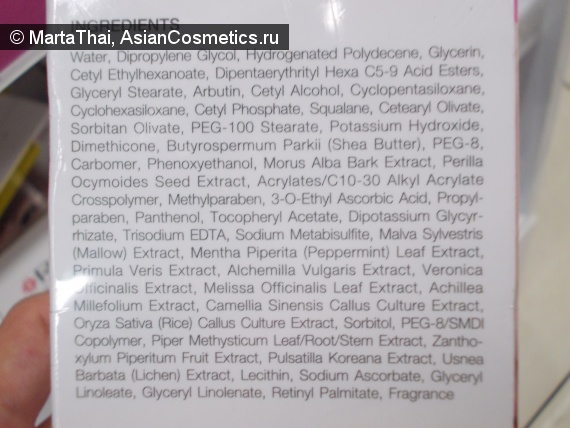 INGREDIENTS
© MartaThai, AsianCosmetics.ru
Water, Dipropylene Glycol, Hydrogenated Polydecene, Glycerin,
Cetyl Ethylhexanoate, Dipentaerythrityl Hexa C5-9 Acid Esters,
Glyceryl Stearate, Arbutin, Cetyl Alcohol, Cyclopentasiloxane,
Cyclohexasiloxane, Cetyl Phosphate, Squalane, Cetearyl Olivate,
Sorbitan Olivate, PEG-100 Stearate, Potassium Hydroxide,
Dimethicone, Butyrospermum Parkii (Shea Butter), PEG-8,
Carbomer, Phenoxyethanol, Morus Alba Bark Extract, Perilla
Ocymoides Seed Extract, Acrylates/C10-30 Alkyl Acrylate
Crosspolymer, Methylparaben, 3-O-Ethyl Ascorbic Acid, Propyl-
paraben, Panthenol, Tocopheryl Acetate, Dipotassium Glycyr-
rhizate, Trisodium EDTA, Sodium Metabisulfite, Malva Sylvestris
(Mallow) Extract, Mentha Piperita (Peppermint) Leaf Extract,
Primula Veris Extract, Alchemilla Vulgaris Extract, Veronica
Officinalis Extract, Melissa Officinalis Leaf Extract, Achillea
Millefolium Extract, Camellia Sinensis Callus Culture Extract,
Oryza Sativa (Rice) Callus Culture Extract, Sorbitol, PEG-8/SMDI
Copolymer, Piper Methysticum Leaf/Root/Stem Extract, Zantho-
xylum Piperitum Fruit Extract, Pulsatilla Koreana Extract, Usnea
Barbata (Lichen) Extract, Lecithin, Sodium Ascorbate, Glyceryl
Linoleate, Glyceryl Linolenate, Retinyl Palmitate, Fragrance